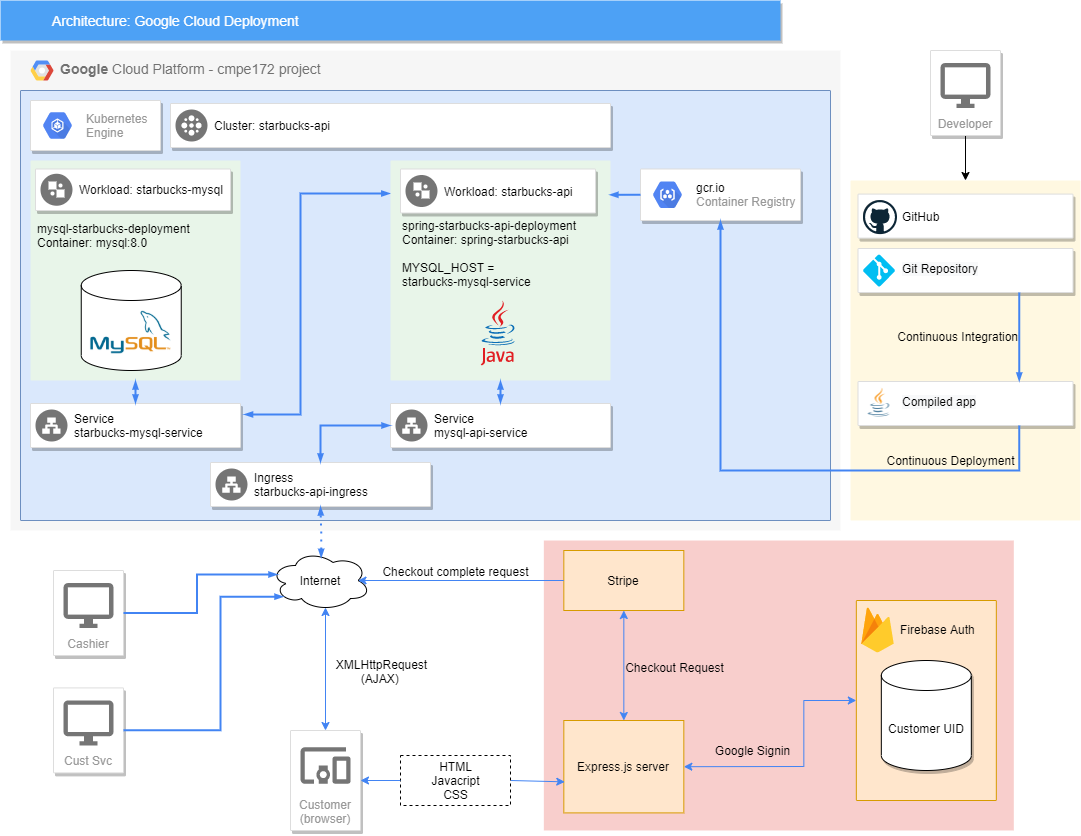 Architecture: Google Cloud Deployment
Google Cloud Platform - cmpe172 project
Kubernetes
Engine
Cluster: starbucks-api
Workload: starbucks-mysql
mysql-starbucks-deployment
Container: mysql:8.0
MySQL
Workload: starbucks-api
spring-starbucks-api-deployment
Container: spring-starbucks-api
MYSQL_HOST =
starbucks-mysql-service
Java
gcr.io
Container Registry
Service
starbucks-mysql-service
Service
mysql-api-service
Ingress
starbucks-api-ingress
Developer
GitHub
Git Repository
Continuous Integration
Compiled app
Continuous Deployment
Internet
Cashier
Cust Svc
XMLHttpRequest
(AJAX)
Customer
(browser)
HTML
Javacript
CSS
Checkout complete request
Stripe
Checkout Request
Express.js server
Google Signin
Firebase Auth
Customer UID